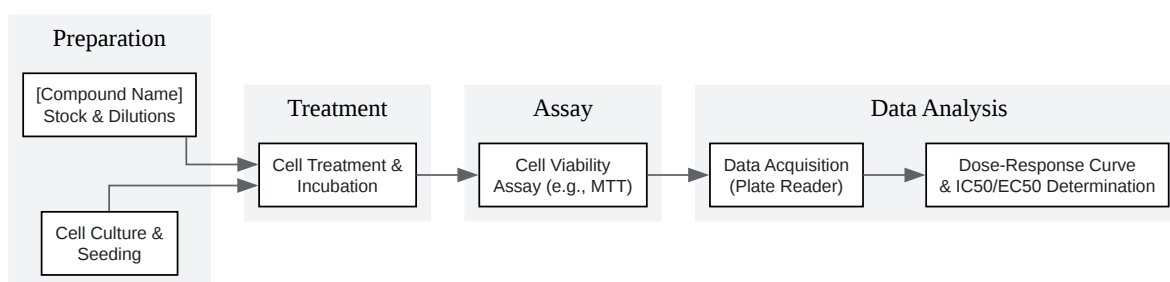 Preparation
[Compound Name]
Stock & Dilutions
Cell Culture &
Seeding
Treatment
Cell Treatment &
Incubation
Assay
Cell Viability
Assay (e.g., MTT)
Data Analysis
Data Acquisition
(Plate Reader)
Dose-Response Curve
& IC50/EC50 Determination